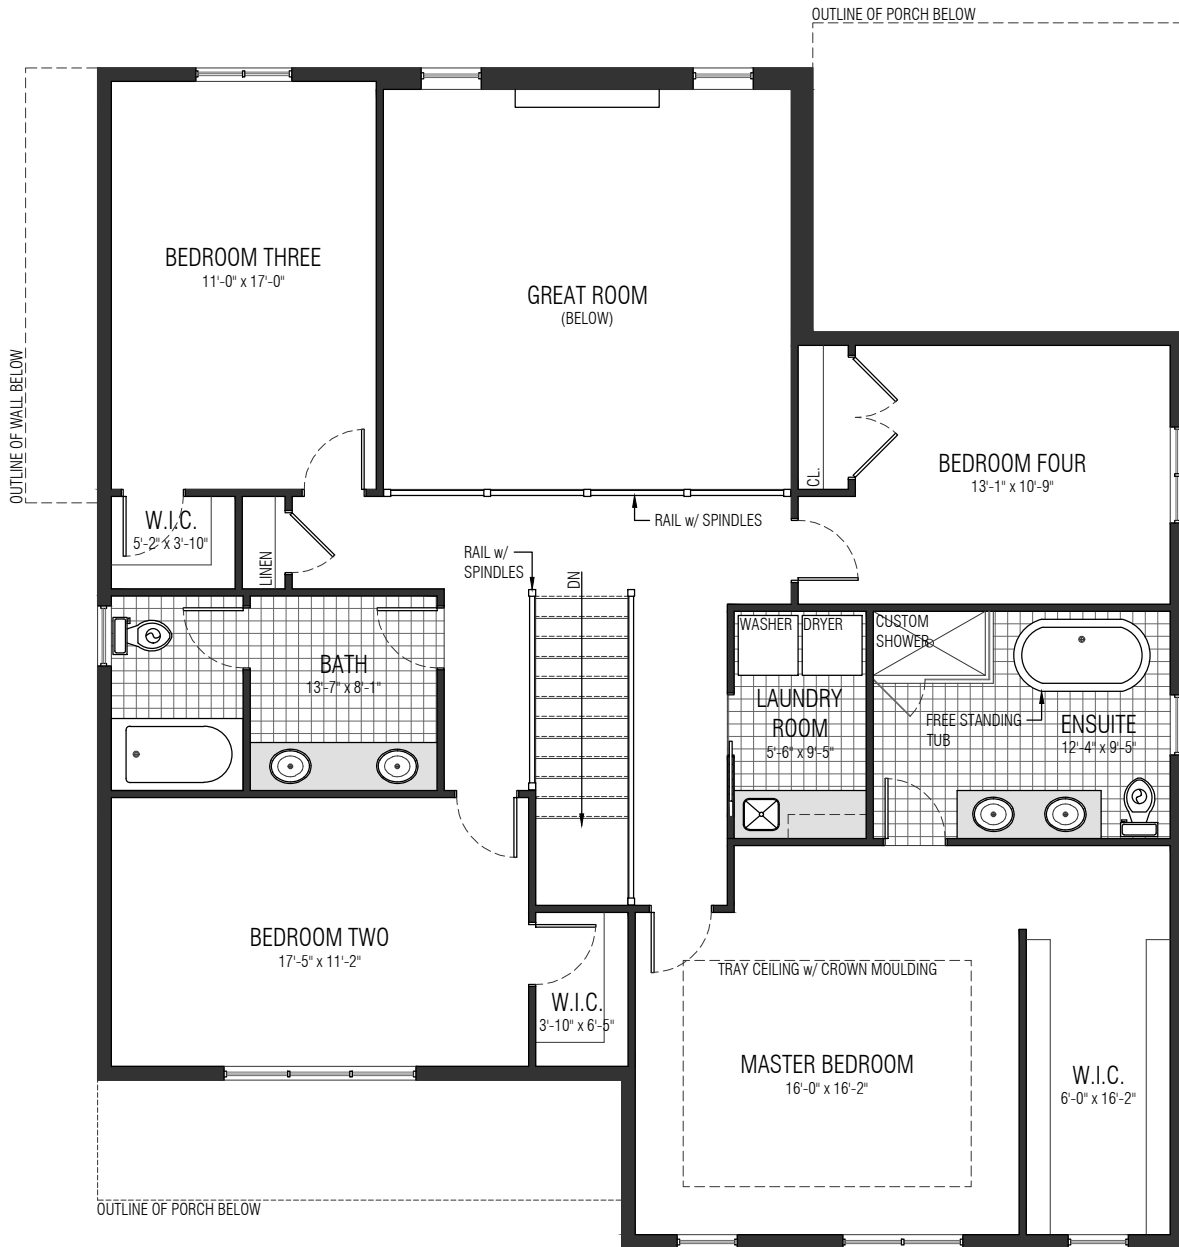 OUTLINE OF PORCH BELOW
OUTLINE OF WALL BELOW
BEDROOM THREE
11'-0" x 17'-0"
GREAT ROOM
(BELOW)
CL.
BEDROOM FOUR
13'-1" x 10'-9"
W.I.C.
5'-2" x 3'-10"
LINEN
RAIL w/ SPINDLES
RAIL w/
SPINDLES
DN
BATH
13'-7" x 8'-1"
WASHER
DRYER
LAUNDRY
ROOM
5'-6" x 9'-5"
CUSTOM
SHOWER
FREE STANDING
TUB
ENSUITE
12'-4" x 9'-5"
BEDROOM TWO
17'-5" x 11'-2"
W.I.C.
3'-10" x 6'-5"
TRAY CEILING w/ CROWN MOULDING
MASTER BEDROOM
16'-0" x 16'-2"
W.I.C.
6'-0" x 16'-2"
OUTLINE OF PORCH BELOW